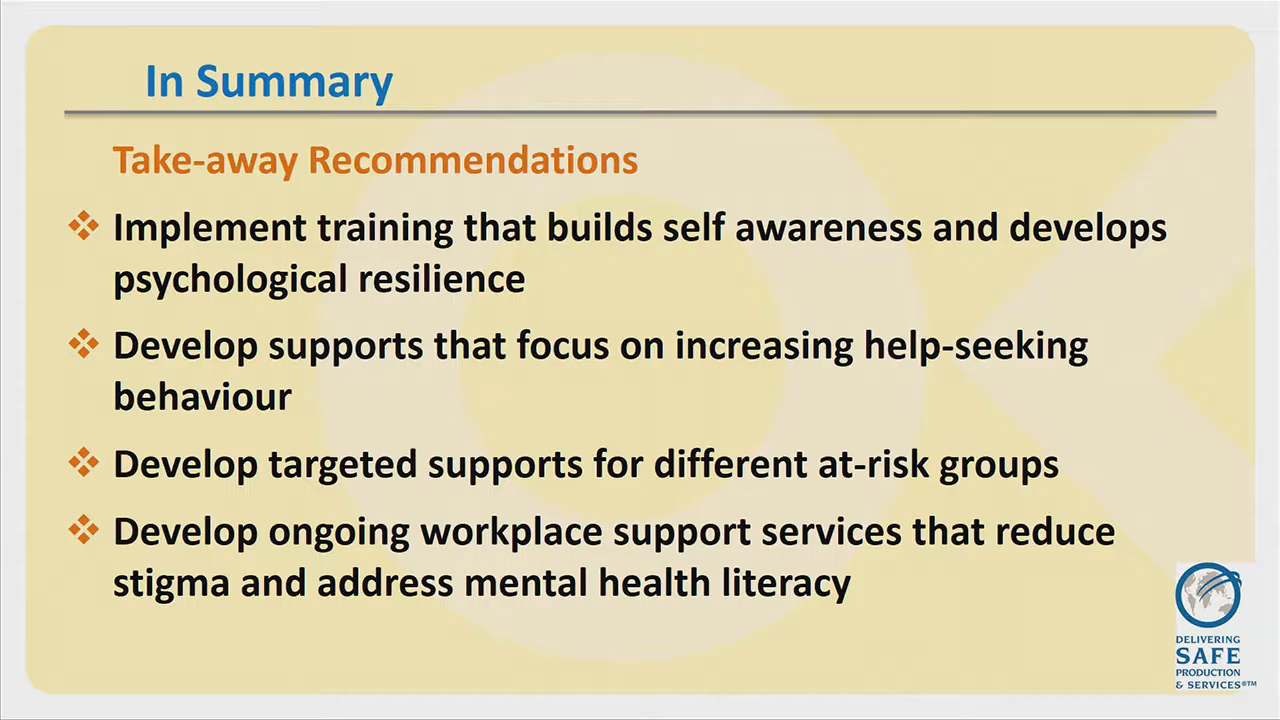 In Summary
Take-away Recommendations
Implement training that builds self awareness and develops
psychological resilience
Develop supports that focus on increasing help-seeking
behaviour
Develop targeted supports for different at-risk groups
Develop ongoing workplace support services that reduce
stigma and address mental health literacy
DELIVERING
SAFE
PRODUCTION
& SERVICES®™